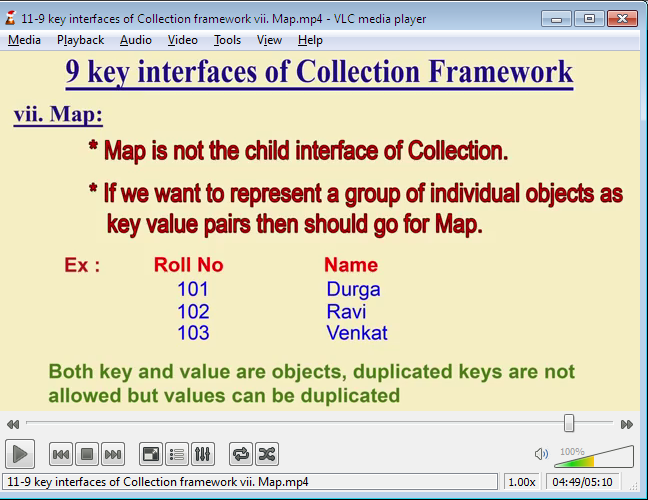 11-9 key interfaces of Collection framework vii. Map.mp4 - VLC media player
Media Playback Audio Video Tools View Help
9 key interfaces of Collection Framework
vii. Map:
* Map is not the child interface of Collection.
* If we want to represent a group of individual objects as
key value pairs then should go for Map.
Ex : Roll No Name
101 Durga
102 Ravi
103 Venkat
Both key and value are objects, duplicated keys are not
allowed but values can be duplicated
100%
11-9 key interfaces of Collection framework vii. Map.mp4 1.00x 04:49/05:10